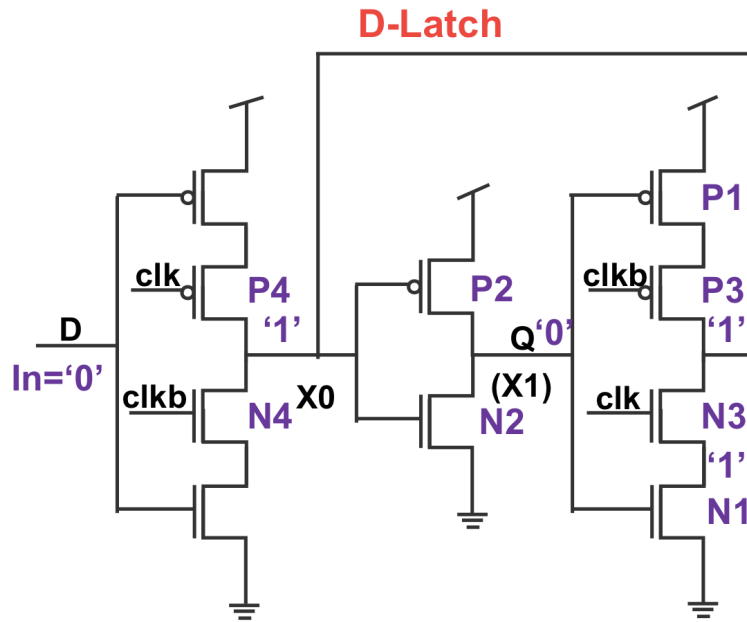 D-Latch
P1
clk
P4
P2
clkb
P3
D
‘1’
Q
‘0’
‘1’
In=‘0’
X0
(X1)
clkb
N4
N2
clk
N3
‘1’
N1